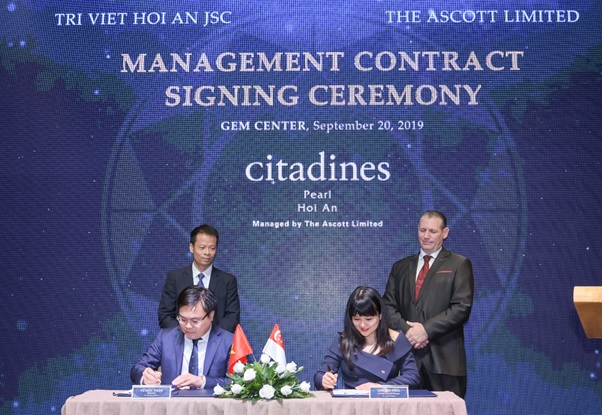 TRI VIET HOI AN JSC
THE ASCOTT LIMITED
MANAGEMENT CONTRACT
SIGNING CEREMONY
GEM CENTER, September 20, 2019
citadines
Pearl
Hoi An
Managed by The Ascott Limited